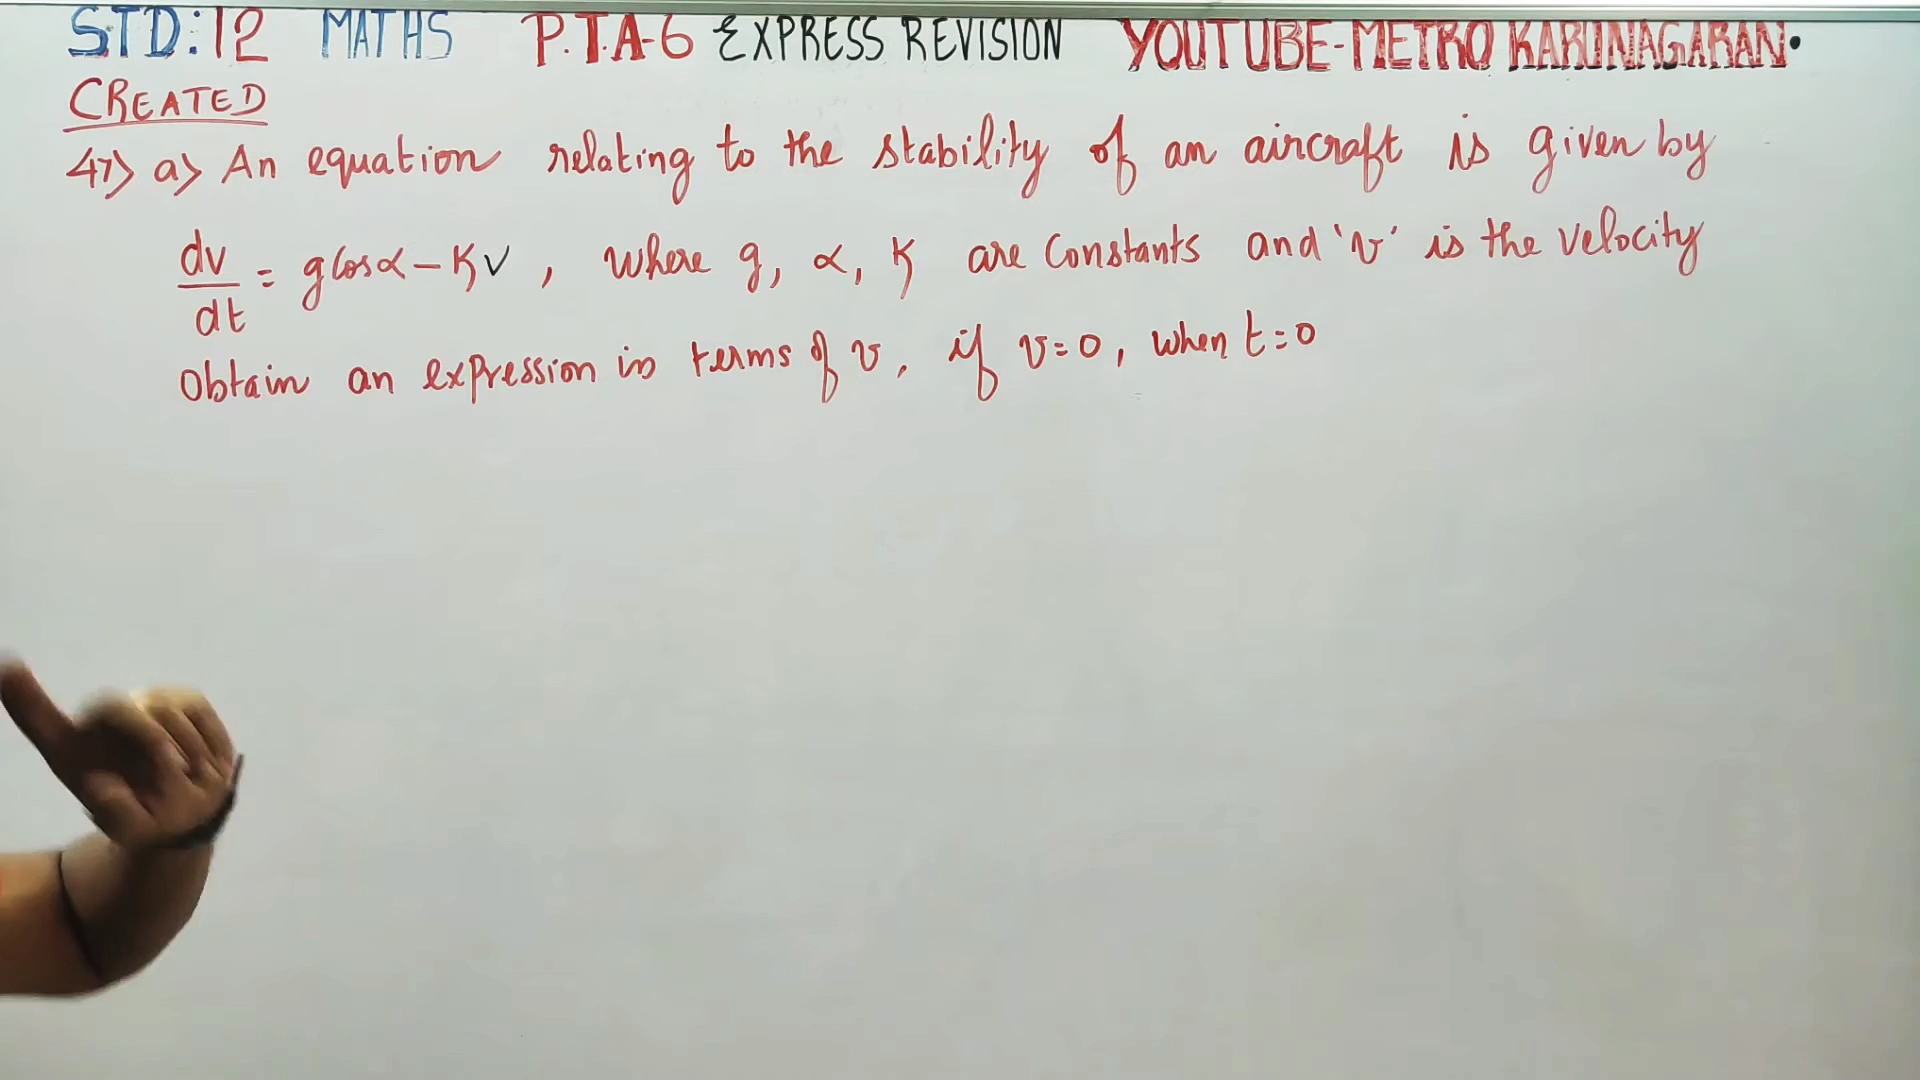 STD:12 MATHS P.T.A-6 EXPRESS REVISION YOUTUBE-METRO KARUNAGARAN.
CREATED
47) a) An equation relating to the stability of an aircraft is given by
dv/dt = g cosα - Kv, where g, α, K are constants and 'v' is the velocity
Obtain an expression in terms of v, if v=0, when t=0